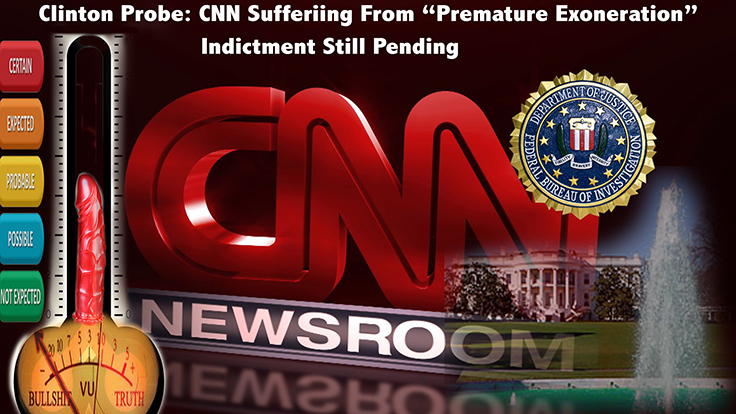 Clinton Probe: CNN Sufferiing From “Premature Exoneration”
Indictment Still Pending
CERTAIN
EXPECTED
PROBABLE
POSSIBLE
NOT EXPECTED
CNN
NEWSROOM
DEPARTMENT OF JUSTICE
FEDERAL BUREAU OF INVESTIGATION
VU
BULLSHIT
TRUTH